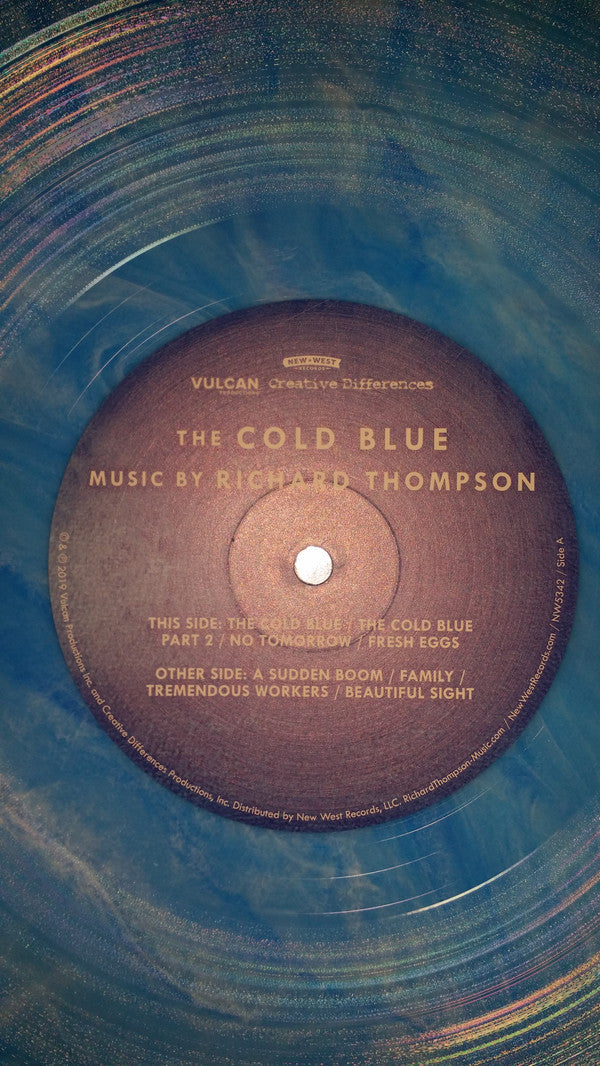 NEW•WEST
RECORDS
VULCAN Creative Differences
PRODUCTIONS
THE COLD BLUE
MUSIC BY RICHARD THOMPSON
THIS SIDE: THE COLD BLUE / THE COLD BLUE
PART 2 / NO TOMORROW / FRESH EGGS
OTHER SIDE: A SUDDEN BOOM / FAMILY /
TREMENDOUS WORKERS / BEAUTIFUL SIGHT
© & ℗ 2019 Vulcan Productions Inc. and Creative Differences Productions, Inc. Distributed by New West Records, LLC. RichardThompson-Music.com / NewWestRecords.com / NW5342 / Side A